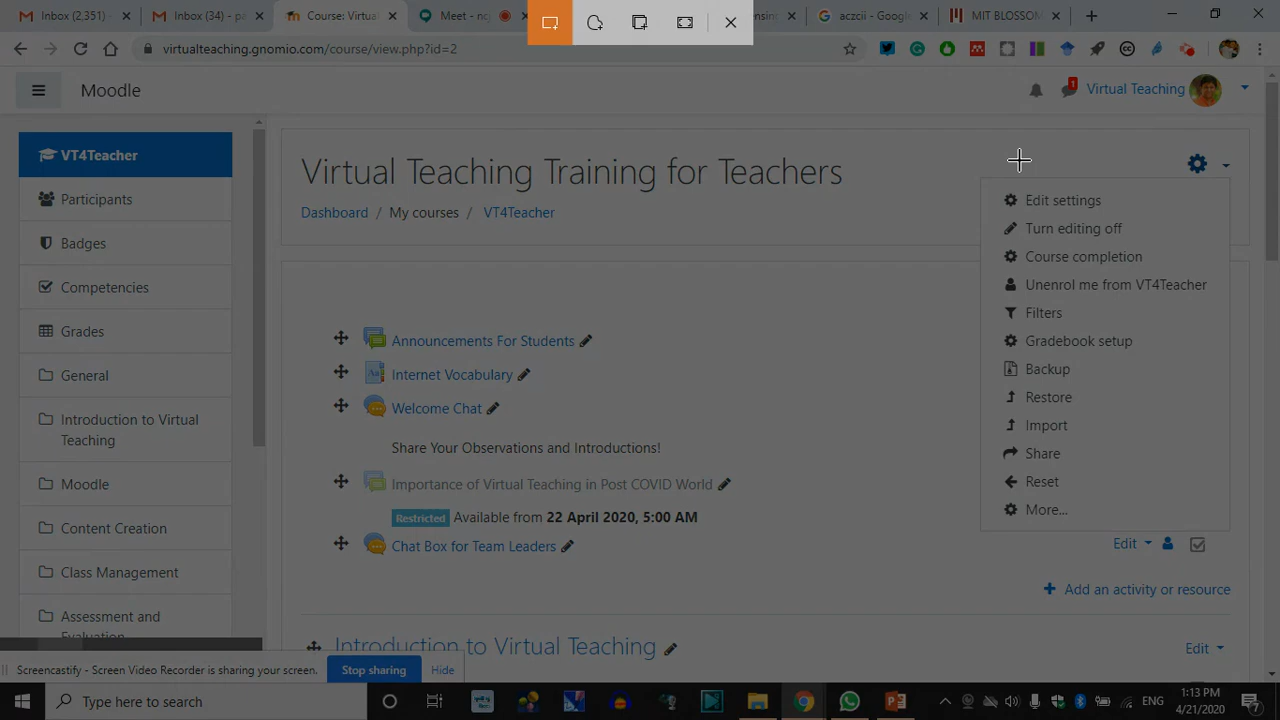 Inbox (2,351) -
Inbox (34) - pa
Course: Virtua
Meet - nc
aczcii - Google
MIT BLOSSOM
virtualteaching.gnomio.com/course/view.php?id=2
Moodle
1
Virtual Teaching
VT4Teacher
Participants
Badges
Competencies
Grades
General
Introduction to Virtual
Teaching
Moodle
Content Creation
Class Management
Assessment and
Evaluation
Virtual Teaching Training for Teachers
Dashboard / My courses / VT4Teacher
Edit settings
Turn editing off
Course completion
Unenrol me from VT4Teacher
Filters
Gradebook setup
Backup
Restore
Import
Share
Reset
More...
Announcements For Students
Internet Vocabulary
Welcome Chat
Share Your Observations and Introductions!
Importance of Virtual Teaching in Post COVID World
Restricted Available from 22 April 2020, 5:00 AM
Chat Box for Team Leaders
Edit
Add an activity or resource
Introduction to Virtual Teaching
Edit
Screencastify - Screen Video Recorder is sharing your screen.
Stop sharing
Hide
Type here to search
ENG
1:13 PM
4/21/2020
7